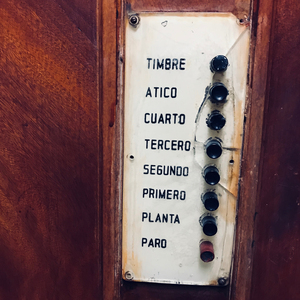 TIMBRE
ATICO
CUARTO
TERCERO
SEGUNDO
PRIMERO
PLANTA
PARO